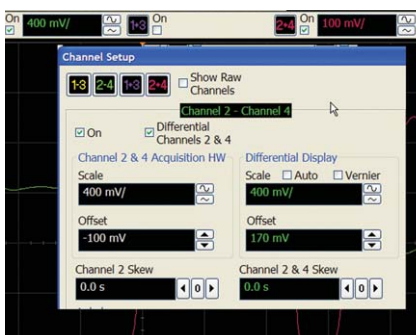 On 400 mV/ 1+3 On 2+4 On 100 mV/
Channel Setup
1-3 2-4 1+3 2+4 Show Raw
Channels
Channel 2 - Channel 4
On Differential
Channels 2 & 4
Channel 2 & 4 Acquisition HW Differential Display
Scale Scale Auto Vernier
400 mV/ 400 mV/
Offset Offset
-100 mV 170 mV
Channel 2 Skew Channel 2 & 4 Skew
0.0 s 0 0.0 s 0